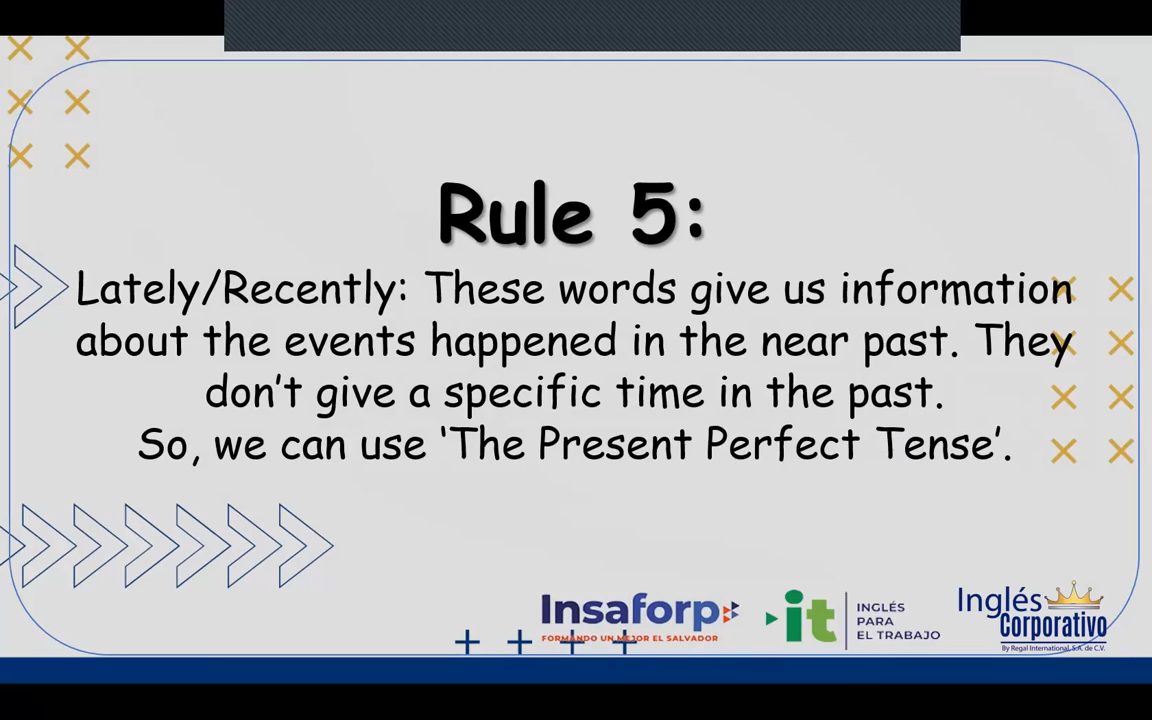 Rule 5:
Lately/Recently: These words give us information
about the events happened in the near past. They
don't give a specific time in the past.
So, we can use 'The Present Perfect Tense'.
Insaforp
FORMANDO UN MEJOR EL SALVADOR
it
INGLÉS
PARA
EL TRABAJO
Inglés
Corporativo
By Regal International, S.A. de C.V.